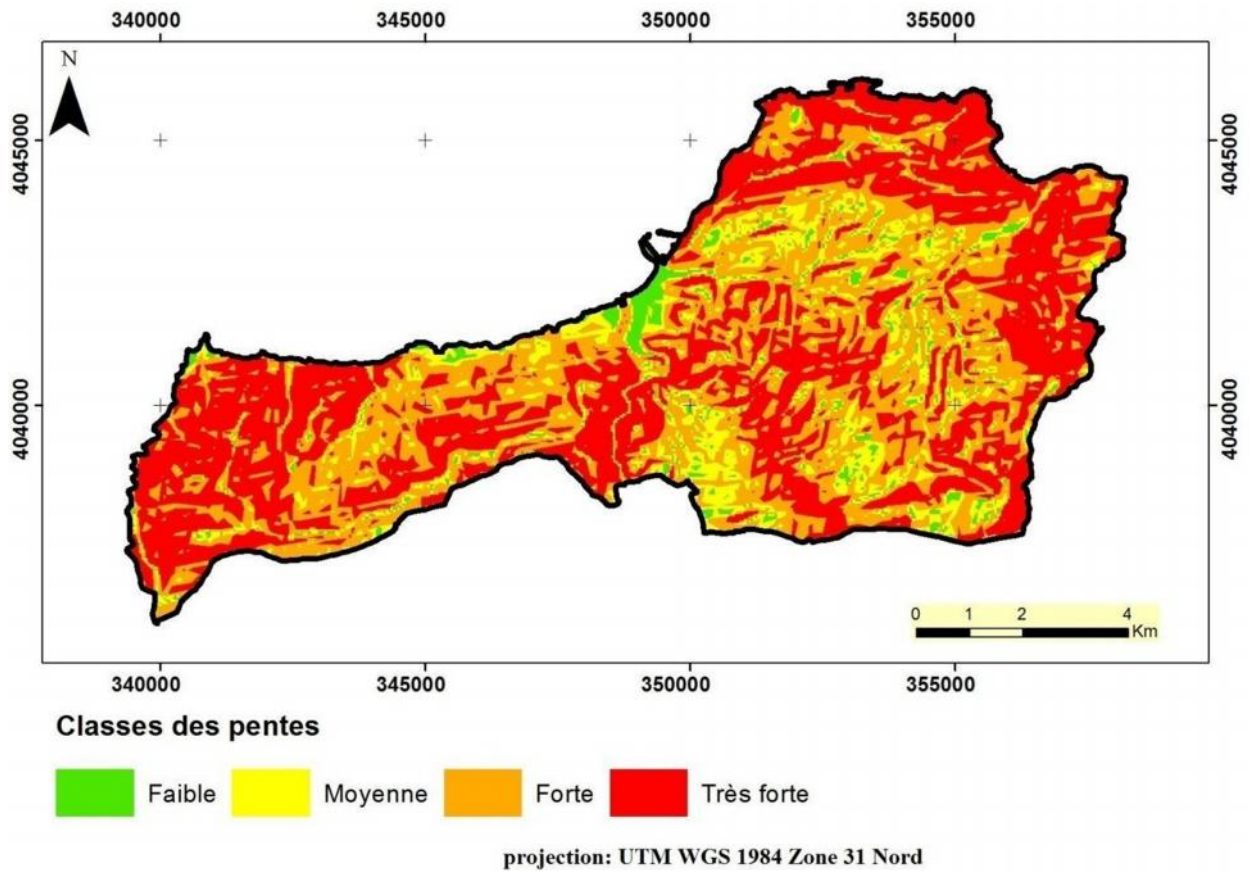 340000 345000 350000 355000
N
4045000 4045000
4040000 4040000
0 1 2 4
Km
340000 345000 350000 355000
Classes des pentes
Faible Moyenne Forte Très forte
projection: UTM WGS 1984 Zone 31 Nord